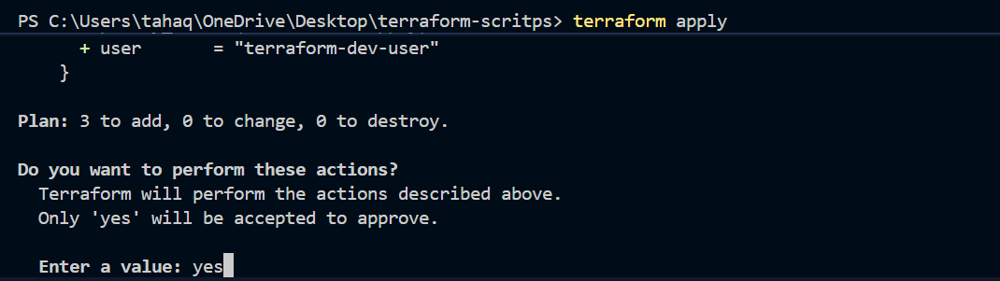 PS C:\Users\tahaq\OneDrive\Desktop\terraform-scritps> terraform apply
+ user = "terraform-dev-user"
}
Plan: 3 to add, 0 to change, 0 to destroy.
Do you want to perform these actions?
Terraform will perform the actions described above.
Only 'yes' will be accepted to approve.
Enter a value: yes